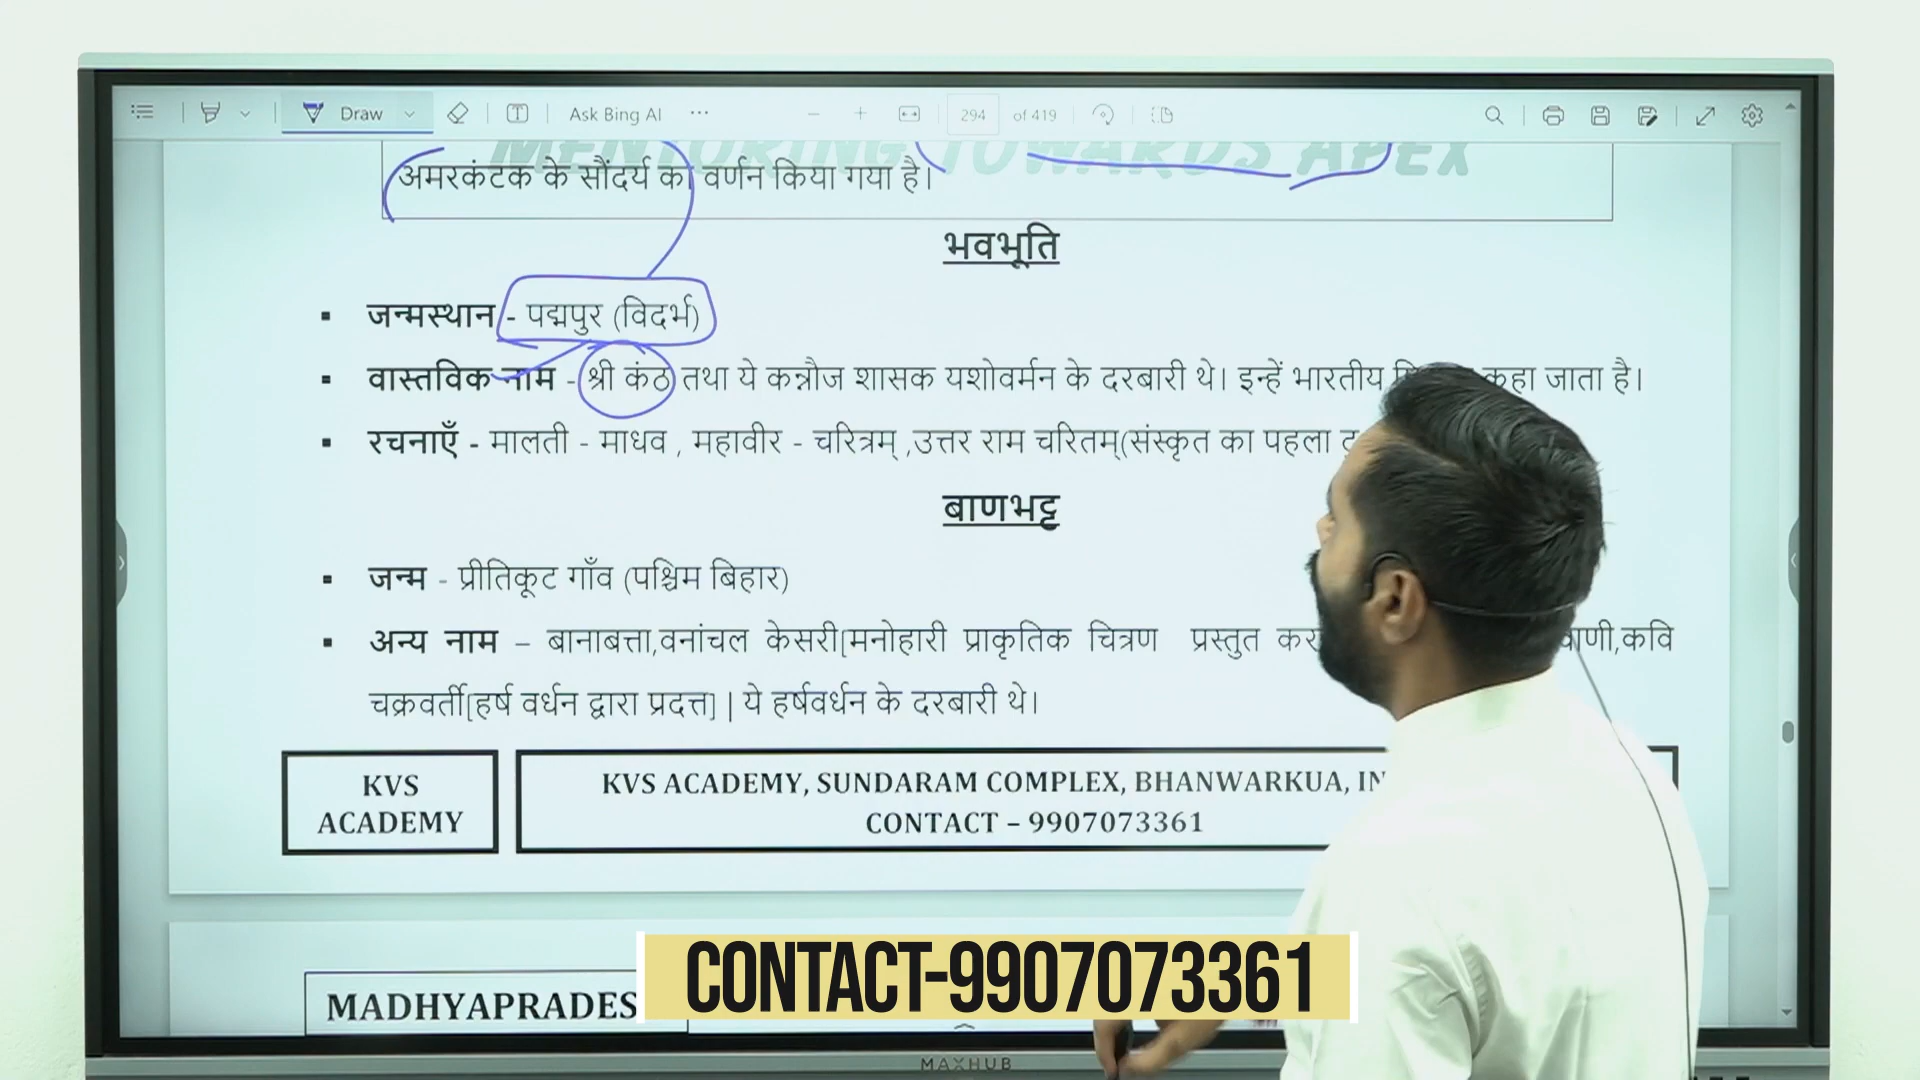 Draw
Ask Bing AI
294 of 419
MENTORING TOWARDS APEX
अमरकंटक के सौंदर्य का वर्णन किया गया है।
भवभूति
▪ जन्मस्थान - पद्मपुर (विदर्भ)
▪ वास्तविक नाम - श्री कंठ तथा ये कन्नौज शासक यशोवर्मन के दरबारी थे। इन्हें भारतीय कहा जाता है।
▪ रचनाएँ - मालती - माधव , महावीर - चरित्रम् ,उत्तर राम चरितम्(संस्कृत का पहला
बाणभट्ट
▪ जन्म - प्रीतिकूट गाँव (पश्चिम बिहार)
▪ अन्य नाम – बानाबत्ता,वनांचल केसरी[मनोहारी प्राकृतिक चित्रण प्रस्तुत कर
चक्रवर्ती[हर्ष वर्धन द्वारा प्रदत्त] | ये हर्षवर्धन के दरबारी थे।
KVS
ACADEMY
KVS ACADEMY, SUNDARAM COMPLEX, BHANWARKUA, IN
CONTACT – 9907073361
MADHYAPRADES
CONTACT-9907073361
MAXHUB